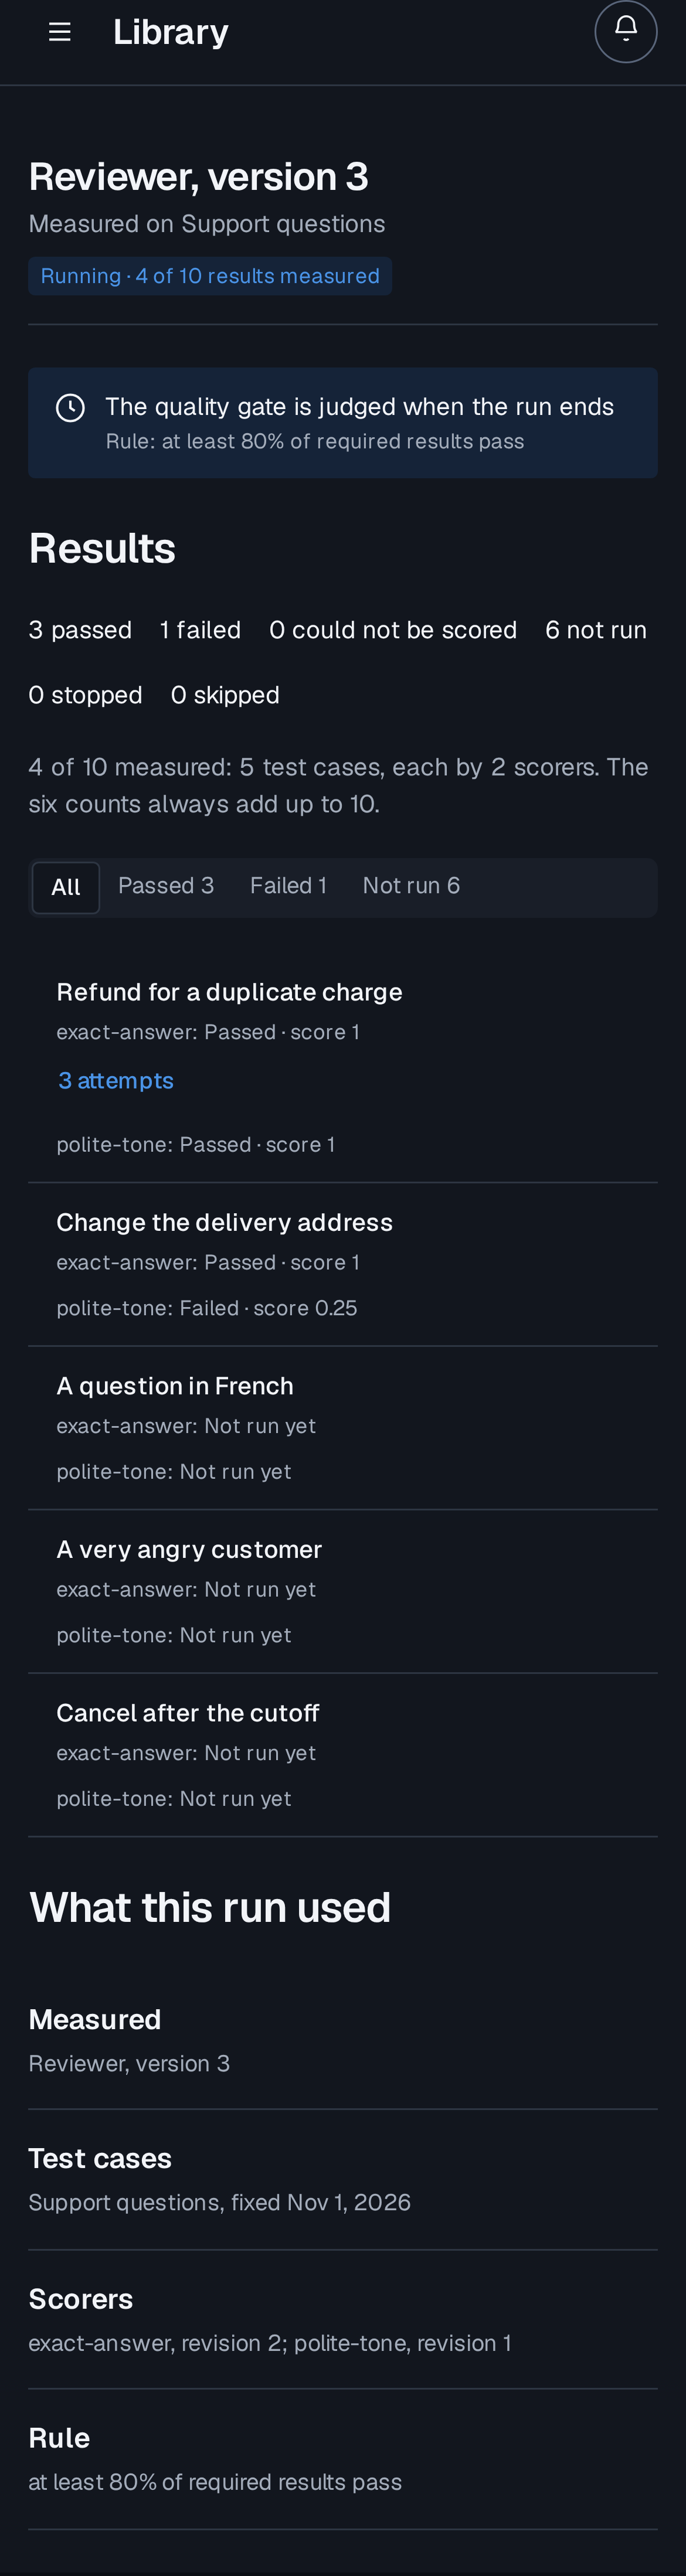 Library
Reviewer, version 3
Measured on Support questions
Running · 4 of 10 results measured
The quality gate is judged when the run ends
Rule: at least 80% of required results pass
Results
3 passed 1 failed 0 could not be scored 6 not run
0 stopped 0 skipped
4 of 10 measured: 5 test cases, each by 2 scorers. The
six counts always add up to 10.
All Passed 3 Failed 1 Not run 6
Refund for a duplicate charge
exact-answer: Passed · score 1
3 attempts
polite-tone: Passed · score 1
Change the delivery address
exact-answer: Passed · score 1
polite-tone: Failed · score 0.25
A question in French
exact-answer: Not run yet
polite-tone: Not run yet
A very angry customer
exact-answer: Not run yet
polite-tone: Not run yet
Cancel after the cutoff
exact-answer: Not run yet
polite-tone: Not run yet
What this run used
Measured
Reviewer, version 3
Test cases
Support questions, fixed Nov 1, 2026
Scorers
exact-answer, revision 2; polite-tone, revision 1
Rule
at least 80% of required results pass